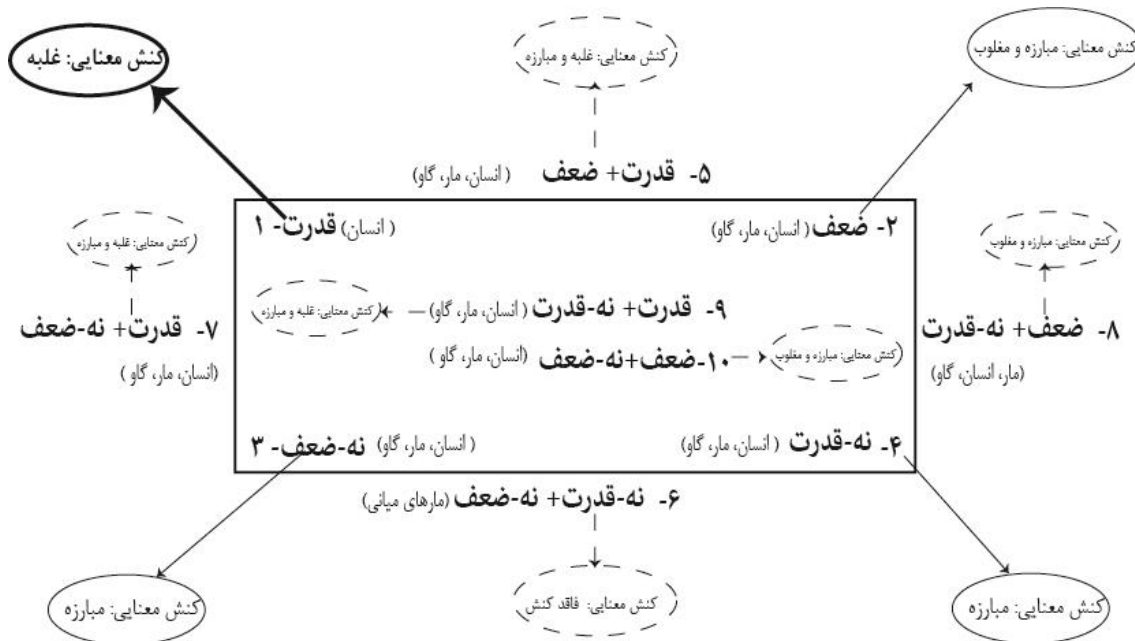 کنش معنایی: مبارزه و مغلوب
کنش معنایی: غلبه و مبارزه
کنش معنایی: غلبه
۵- قدرت+ ضعف (انسان، مار، گاو)
۲- ضعف (انسان، مار، گاو)
قدرت- ۱ (انسان)
کنش معنایی: مبارزه و مغلوب
کنش معنایی: غلبه و مبارزه
۹- قدرت+ نه-قدرت (انسان، مار، گاو)
کنش معنایی: غلبه و مبارزه
۸- ضعف+ نه-قدرت
(مار، انسان، گاو)
۷- قدرت+ نه-ضعف
(انسان، مار، گاو)
۱۰-ضعف+نه-ضعف (انسان، مار، گاو)
کنش معنایی: مبارزه و مغلوب
۴- نه-قدرت (انسان، مار، گاو)
نه-ضعف- ۳ (انسان، مار، گاو)
۶- نه-قدرت+ نه-ضعف (مارهای میانی)
کنش معنایی: مبارزه
کنش معنایی: فاقد کنش
کنش معنایی: مبارزه